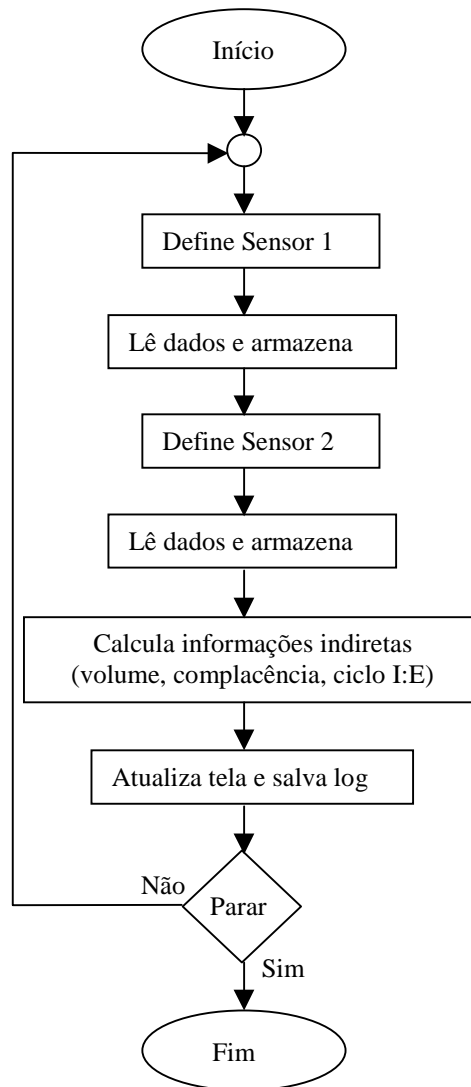 Início
Define Sensor 1
Lê dados e armazena
Define Sensor 2
Lê dados e armazena
Calcula informações indiretas
(volume, complacência, ciclo I:E)
Atualiza tela e salva log
Não
Parar
Sim
Fim